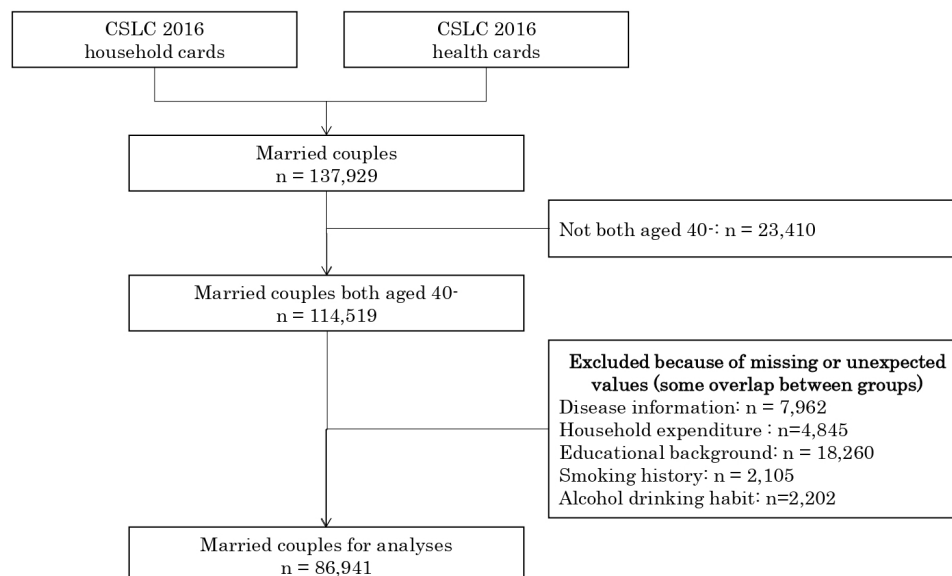 CSLC 2016
household cards
CSLC 2016
health cards
Married couples
n = 137,929
Not both aged 40-: n = 23,410
Married couples both aged 40-
n = 114,519
Excluded because of missing or unexpected
values (some overlap between groups)
Disease information: n = 7,962
Household expenditure : n=4,845
Educational background: n = 18,260
Smoking history: n = 2,105
Alcohol drinking habit: n=2,202
Married couples for analyses
n = 86,941